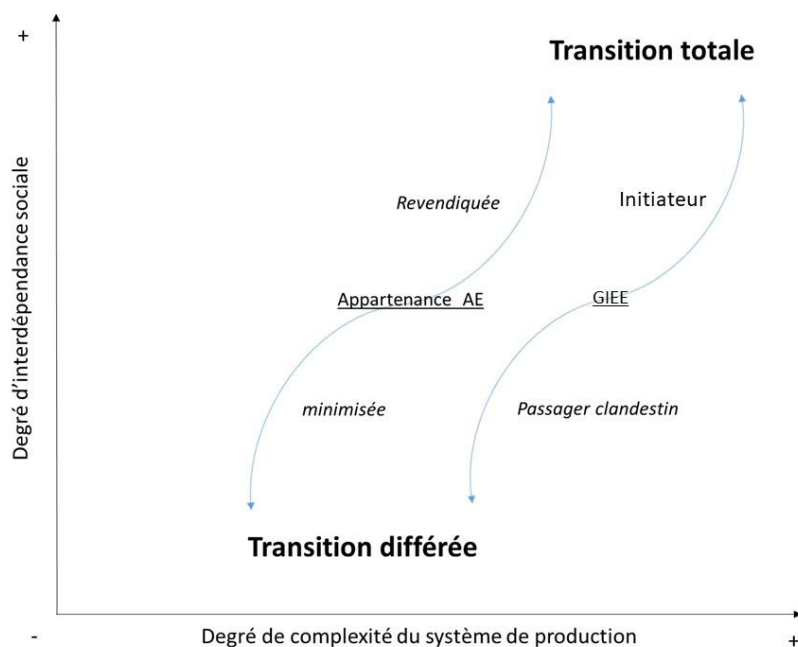 +
Transition totale
Degré d'interdépendance sociale
Revendiquée
Initiateur
Appartenance AE
GIEE
minimisée
Passager clandestin
Transition différée
-
Degré de complexité du système de production
+